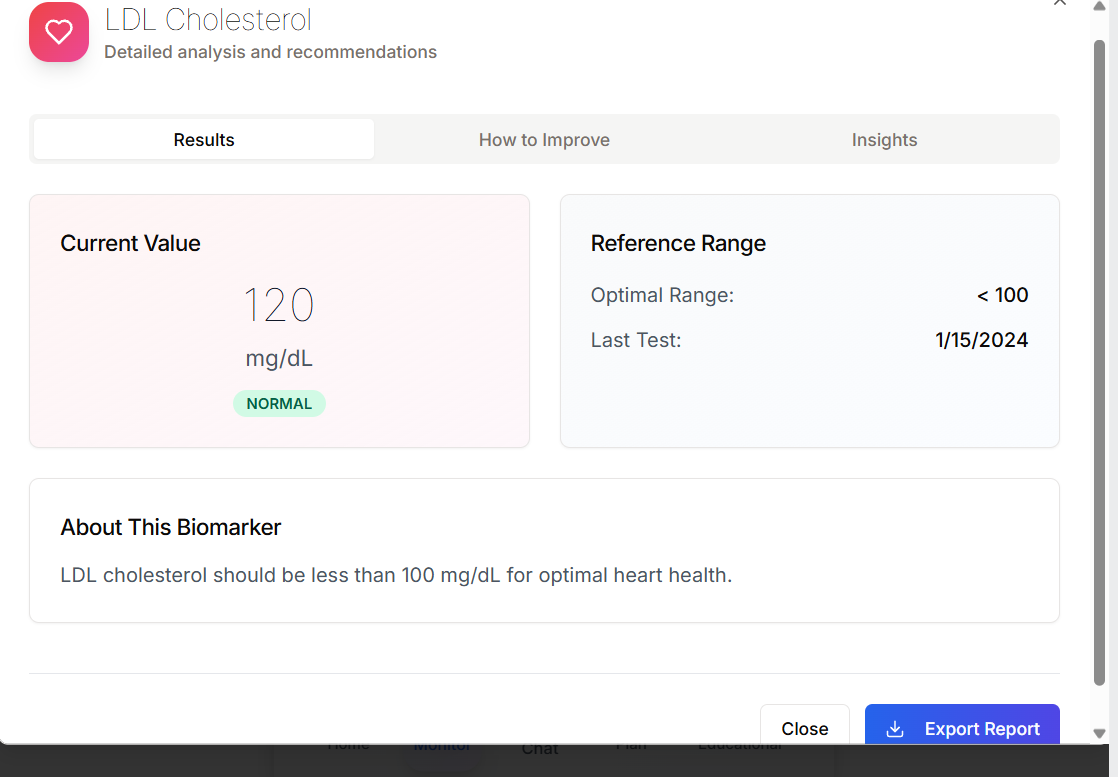 LDL Cholesterol
Detailed analysis and recommendations
Results
How to Improve
Insights
Current Value
120
mg/dL
NORMAL
Reference Range
Optimal Range:
< 100
Last Test:
1/15/2024
About This Biomarker
LDL cholesterol should be less than 100 mg/dL for optimal heart health.
Close
Export Report
Home
Monitor
Chat
Plan
Educational